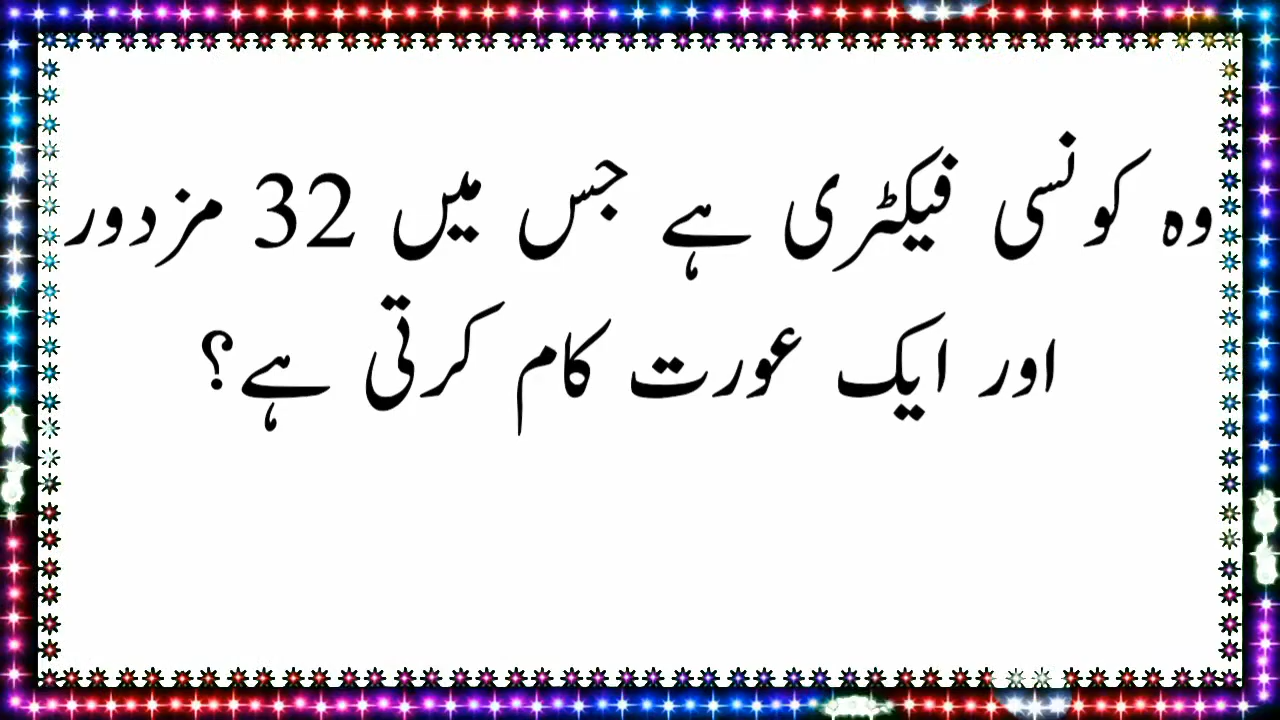 وہ کونسی فیکٹری ہے جس میں 32 مزدور
اور ایک عورت کام کرتی ہے؟